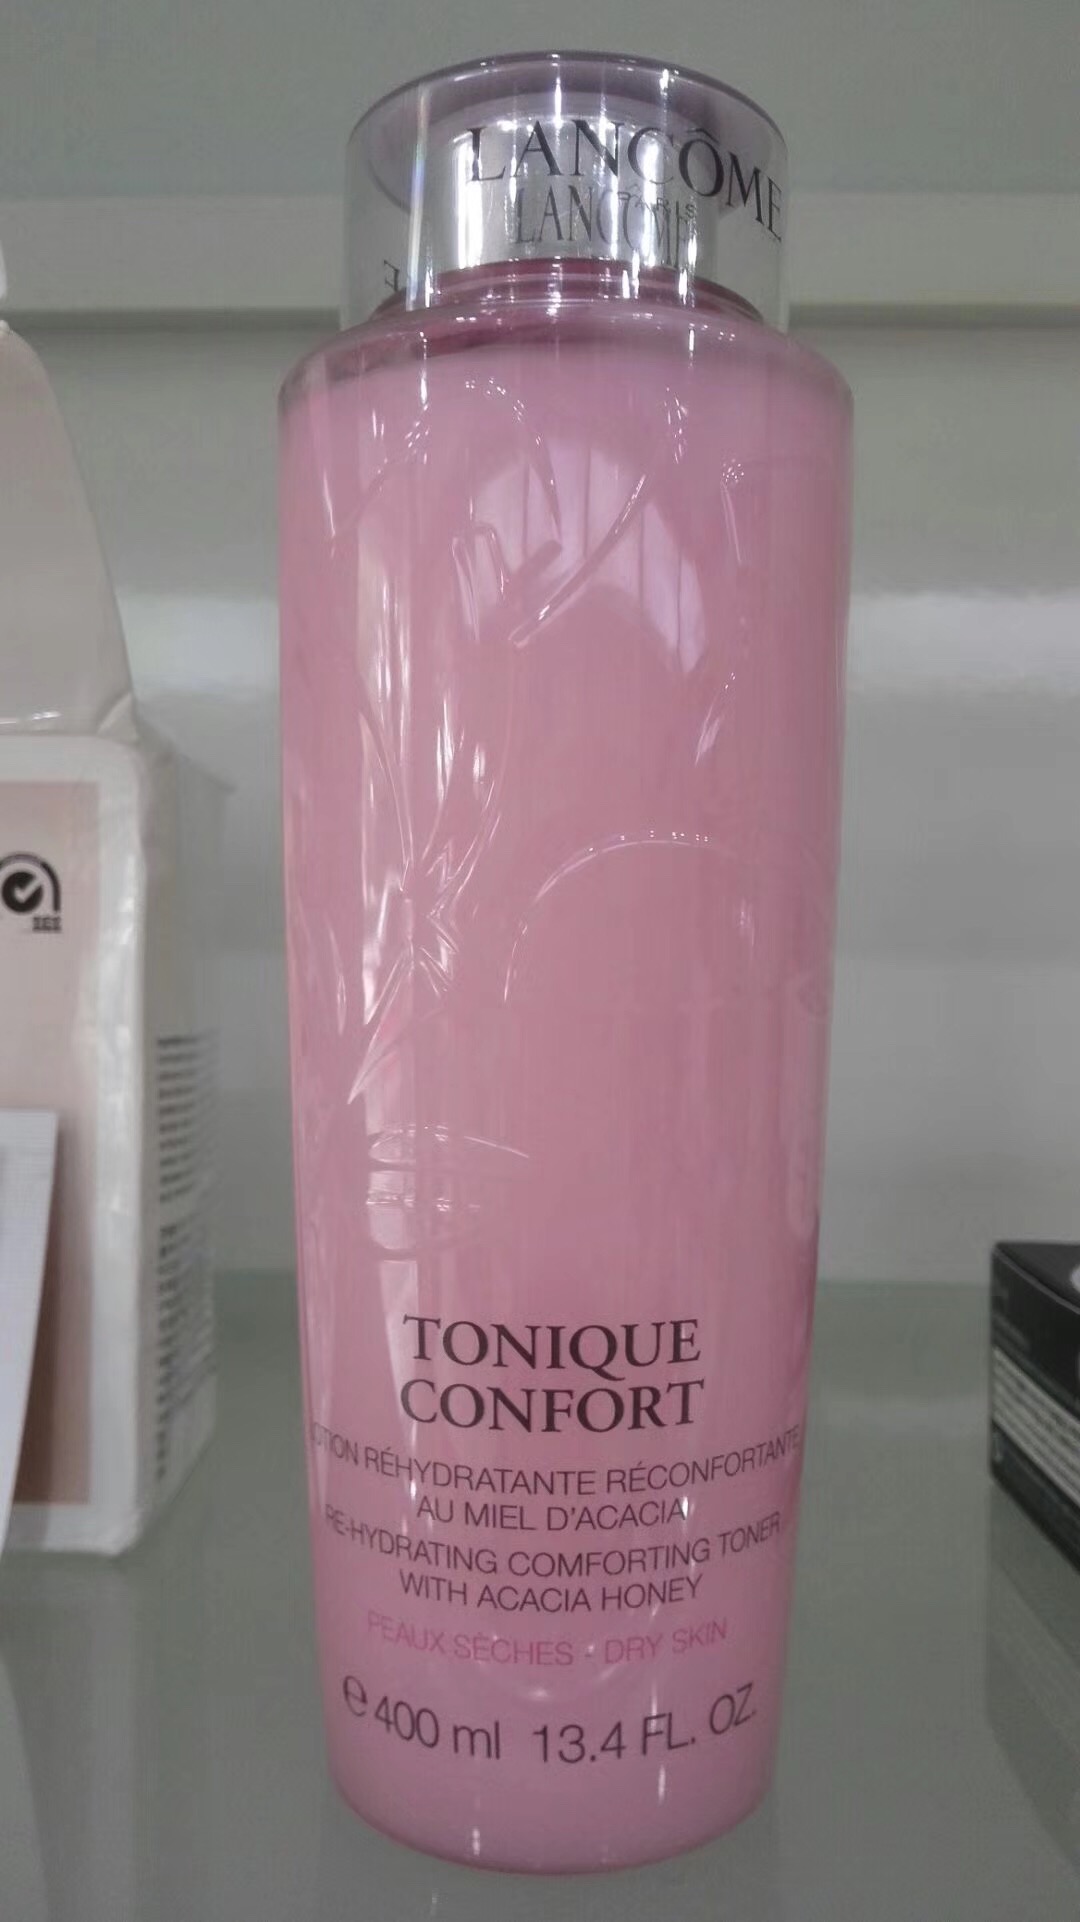 LANCÔME
PARIS
LANCÔME
TONIQUE
CONFORT
LOTION RÉHYDRATANTE RÉCONFORTANTE
AU MIEL D'ACACIA
RE-HYDRATING COMFORTING TONER
WITH ACACIA HONEY
PEAUX SÈCHES - DRY SKIN
℮400 ml 13.4 FL. OZ.
SGS